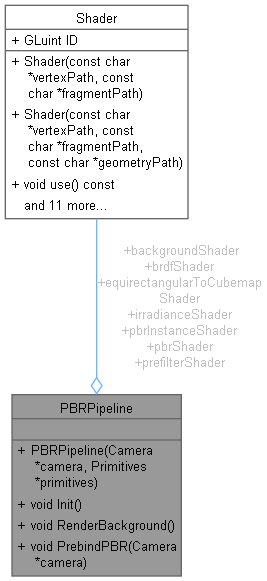 Shader
+ GLuint ID
+ Shader(const char
*vertexPath, const
char *fragmentPath)
+ Shader(const char
*vertexPath, const
char *fragmentPath,
const char *geometryPath)
+ void use() const
and 11 more...
+backgroundShader
+brdfShader
+equirectangularToCubemap
Shader
+irradianceShader
+pbrInstanceShader
+pbrShader
+prefilterShader
PBRPipeline
+ PBRPipeline(Camera
*camera, Primitives
*primitives)
+ void Init()
+ void RenderBackground()
+ void PrebindPBR(Camera
*camera)